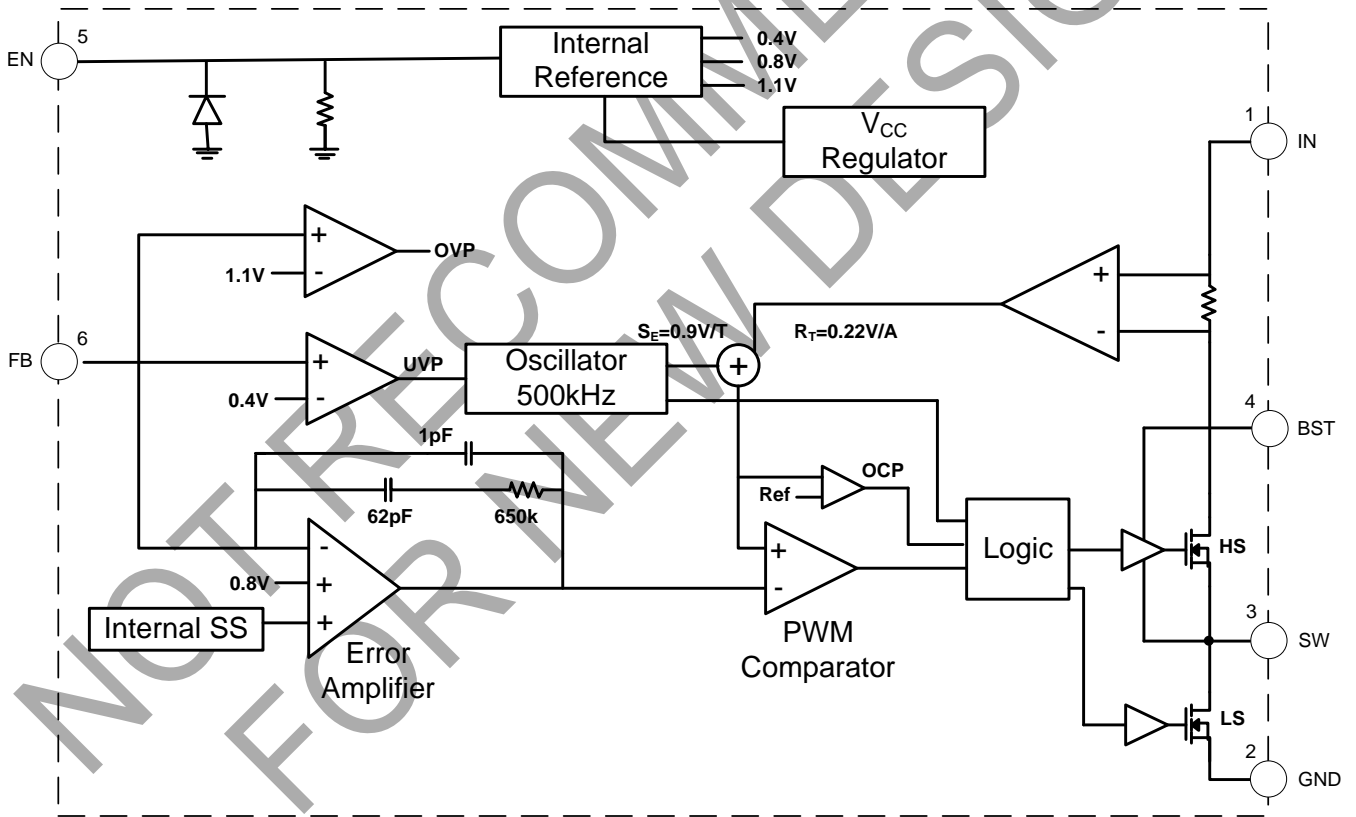 NOT RECOMME
FOR NEW DESIG
5
EN
Internal
Reference
0.4V
0.8V
1.1V
V_CC
Regulator
1
IN
+
-
1.1V
OVP
6
FB
+
-
0.4V
UVP
Oscillator
500kHz
S_E=0.9V/T
+
R_T=0.22V/A
+
-
4
BST
1pF
62pF
650k
Ref
OCP
-
+
+
0.8V
Internal SS
Error
Amplifier
+
-
PWM
Comparator
Logic
HS
3
SW
LS
2
GND